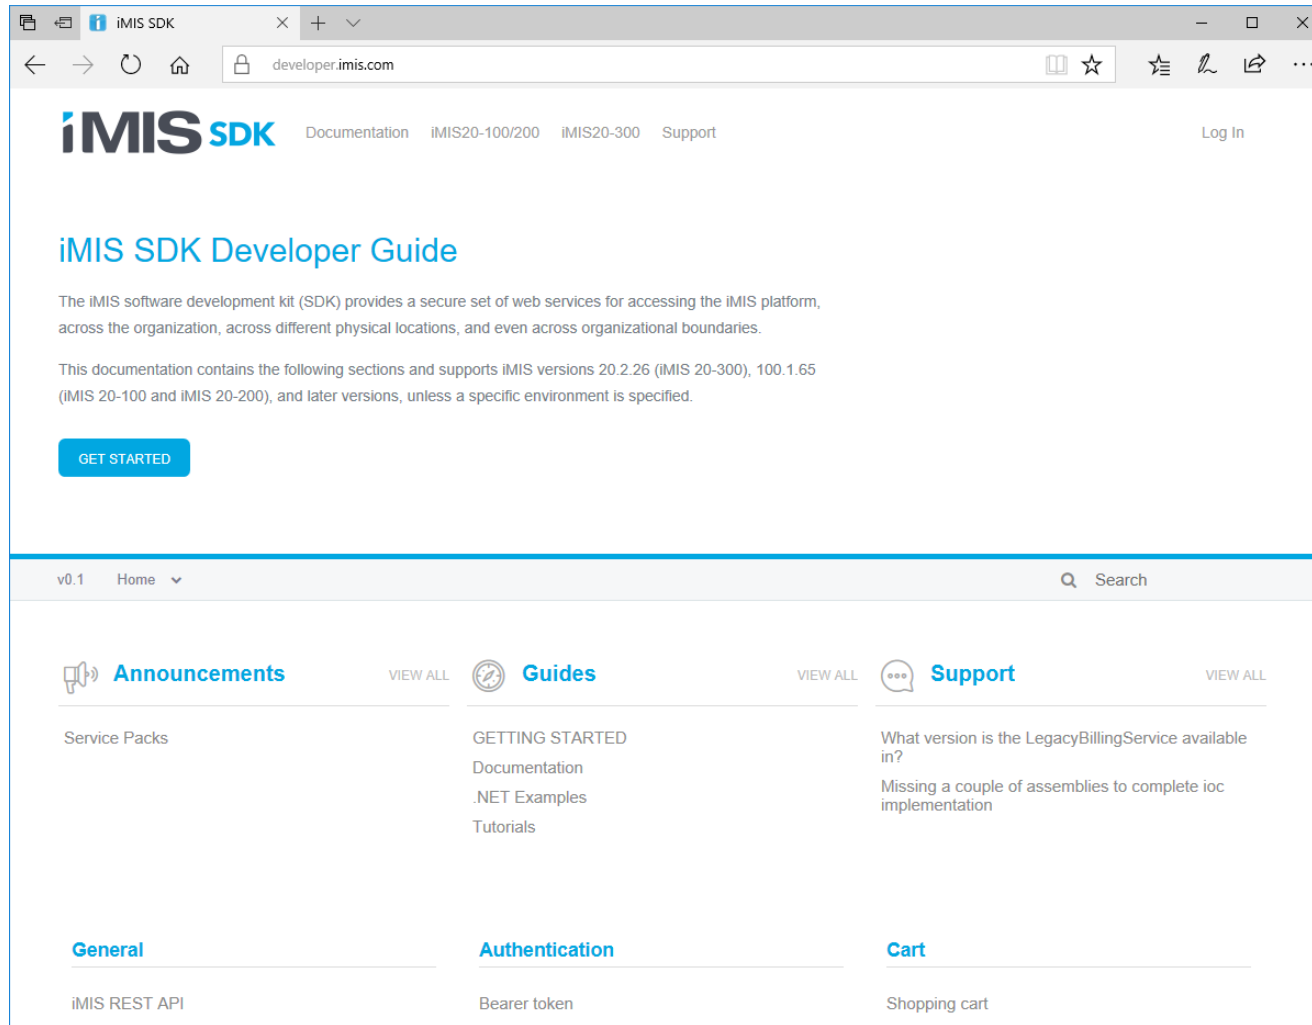 iMIS SDK
developer.imis.com
iMIS SDK Documentation iMIS20-100/200 iMIS20-300 Support Log In
iMIS SDK Developer Guide
The iMIS software development kit (SDK) provides a secure set of web services for accessing the iMIS platform,
across the organization, across different physical locations, and even across organizational boundaries.
This documentation contains the following sections and supports iMIS versions 20.2.26 (iMIS 20-300), 100.1.65
(iMIS 20-100 and iMIS 20-200), and later versions, unless a specific environment is specified.
GET STARTED
v0.1 Home Search
Announcements VIEW ALL
Service Packs
Guides VIEW ALL
GETTING STARTED
Documentation
.NET Examples
Tutorials
Support VIEW ALL
What version is the LegacyBillingService available
in?
Missing a couple of assemblies to complete ioc
implementation
General
iMIS REST API
Authentication
Bearer token
Cart
Shopping cart